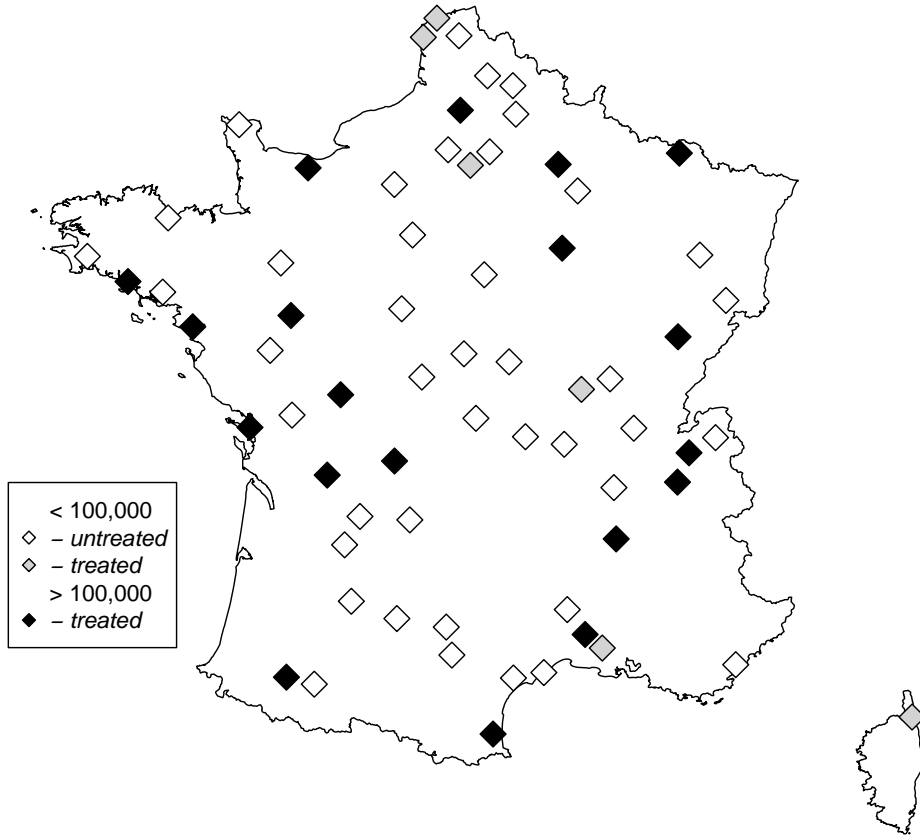 < 100,000
– untreated
– treated
> 100,000
– treated